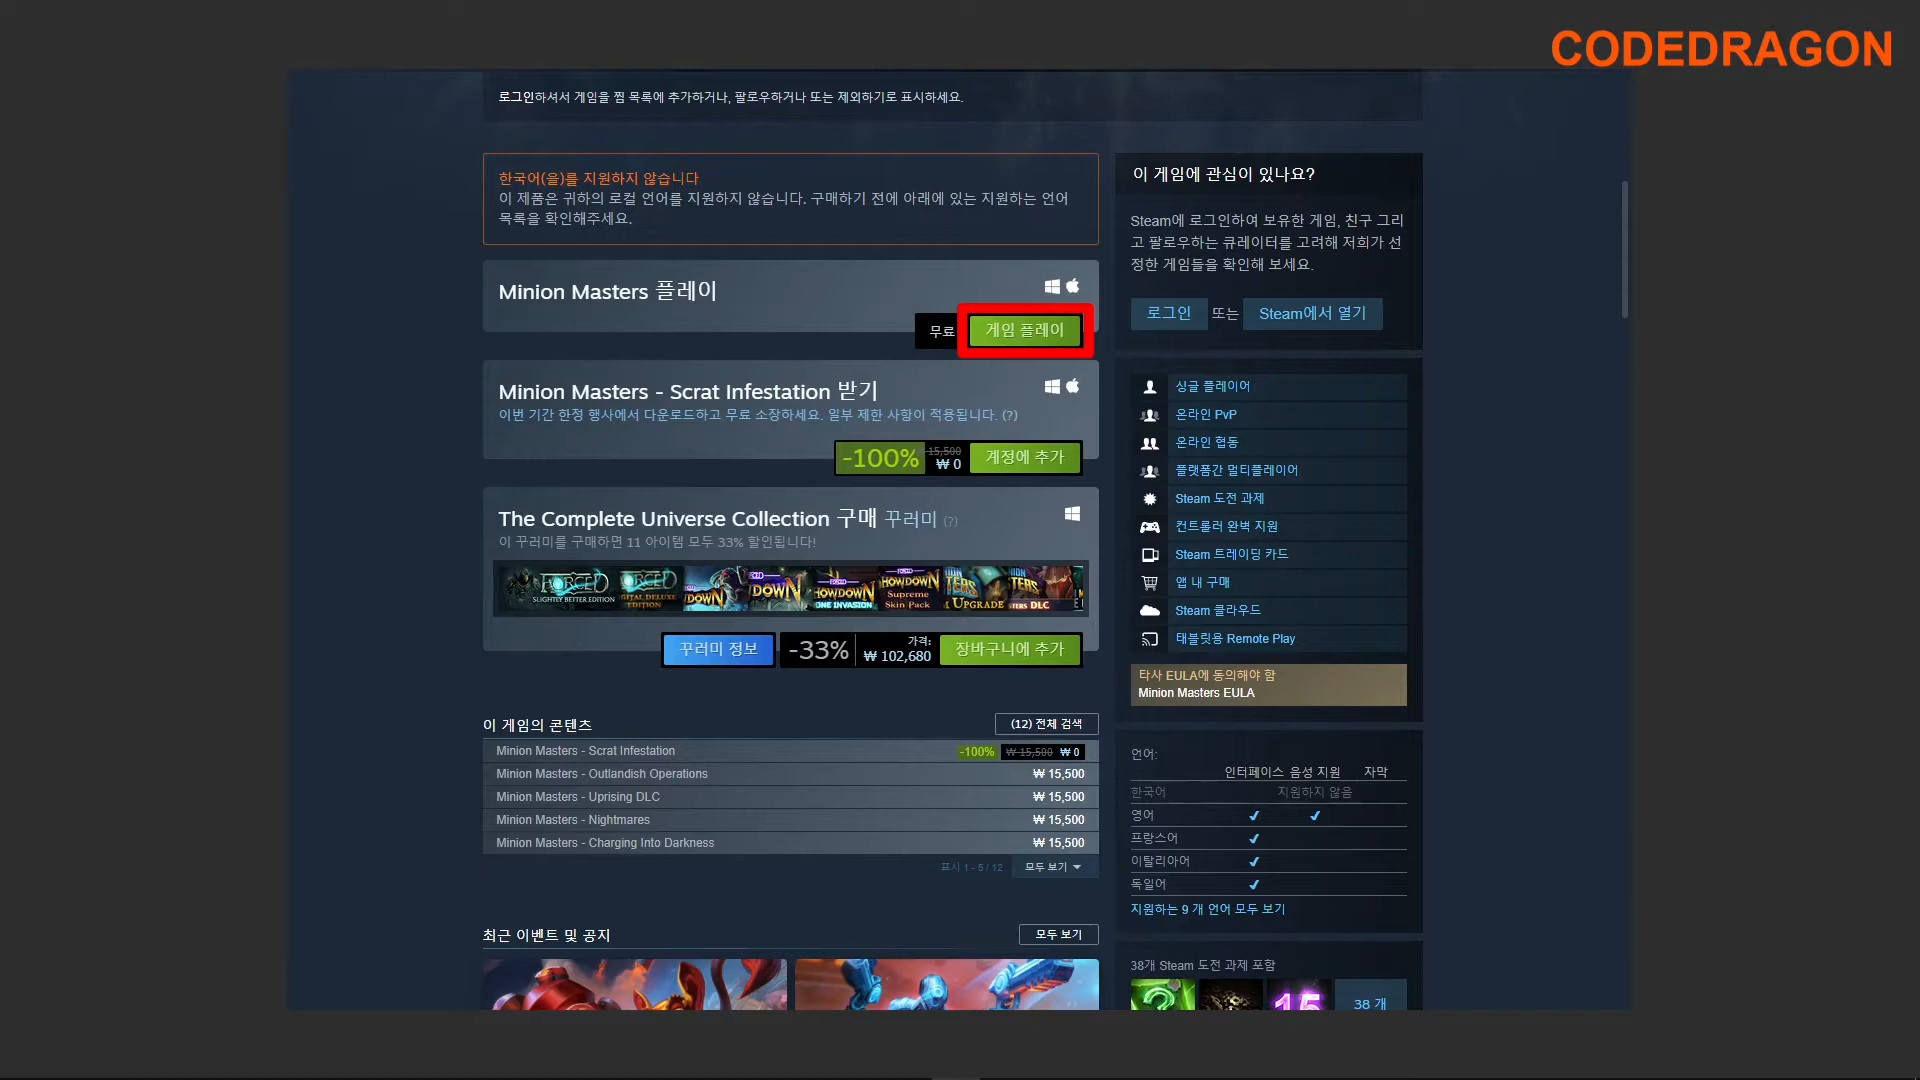 CODEDRAGON
로그인하셔서 게임을 찜 목록에 추가하거나, 팔로우하거나 또는 제외하기로 표시하세요.
한국어(을)를 지원하지 않습니다
이 제품은 귀하의 로컬 언어를 지원하지 않습니다. 구매하기 전에 아래에 있는 지원하는 언어
목록을 확인해주세요.
Minion Masters 플레이
무료
게임 플레이
Minion Masters - Scrat Infestation 받기
이번 기간 한정 행사에서 다운로드하고 무료 소장하세요. 일부 제한 사항이 적용됩니다. (?)
-100%
15,500
₩ 0
계정에 추가
The Complete Universe Collection 구매 꾸러미 (?)
이 꾸러미를 구매하면 11 아이템 모두 33% 할인됩니다!
FORCED
SLIGHTLY BETTER EDITION
FORCED
DIGITAL DELUXE
EDITION
DOWN
DOWN
HOWDOWN
HOWDOWN
Supreme
Skin Pack
UPGRADE
DLC
꾸러미 정보
-33%
가격:
₩ 102,680
장바구니에 추가
이 게임의 콘텐츠
(12) 전체 검색
Minion Masters - Scrat Infestation -100% ₩ 15,500 ₩ 0
Minion Masters - Outlandish Operations ₩ 15,500
Minion Masters - Uprising DLC ₩ 15,500
Minion Masters - Nightmares ₩ 15,500
Minion Masters - Charging Into Darkness ₩ 15,500
표시 1 - 5 / 12 모두 보기
최근 이벤트 및 공지
모두 보기
이 게임에 관심이 있나요?
Steam에 로그인하여 보유한 게임, 친구 그리
고 팔로우하는 큐레이터를 고려해 저희가 선
정한 게임들을 확인해 보세요.
로그인 또는 Steam에서 열기
싱글 플레이어
온라인 PvP
온라인 협동
플랫폼간 멀티플레이어
Steam 도전 과제
컨트롤러 완벽 지원
Steam 트레이딩 카드
앱 내 구매
Steam 클라우드
태블릿용 Remote Play
타사 EULA에 동의해야 함
Minion Masters EULA
언어:
인터페이스 음성 지원 자막
한국어 지원하지 않음
영어 ✔ ✔
프랑스어 ✔
이탈리아어 ✔
독일어 ✔
지원하는 9 개 언어 모두 보기
38개 Steam 도전 과제 포함
?
15
38 개